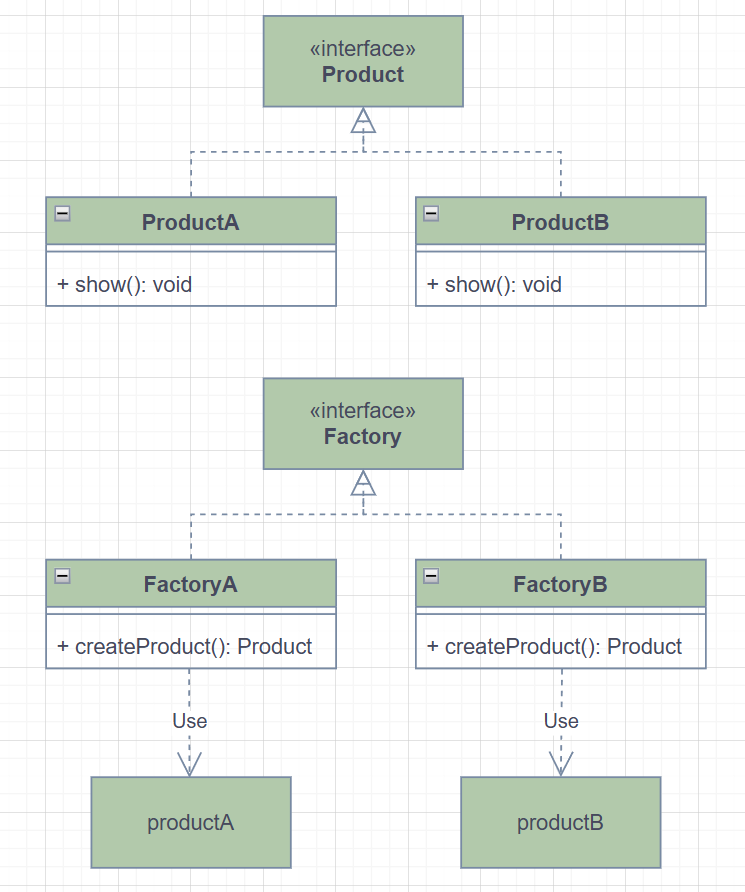 «interface»
Product
ProductA
ProductB
+ show(): void
+ show(): void
«interface»
Factory
FactoryA
FactoryB
+ createProduct(): Product
+ createProduct(): Product
Use
Use
productA
productB